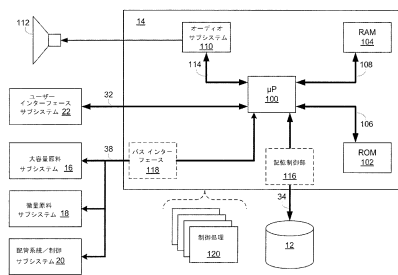 112
14
オーディオ
サブシステム
110
RAM
104
114
108
μP
100
32
ユーザー
インターフェース
サブシステム
22
106
38
大容量原料
サブシステム
16
バス インター
フェース
118
記憶制御部
116
ROM
102
微量原料
サブシステム
18
34
制御処理
120
12
配管系統/制御
サブシステム
20